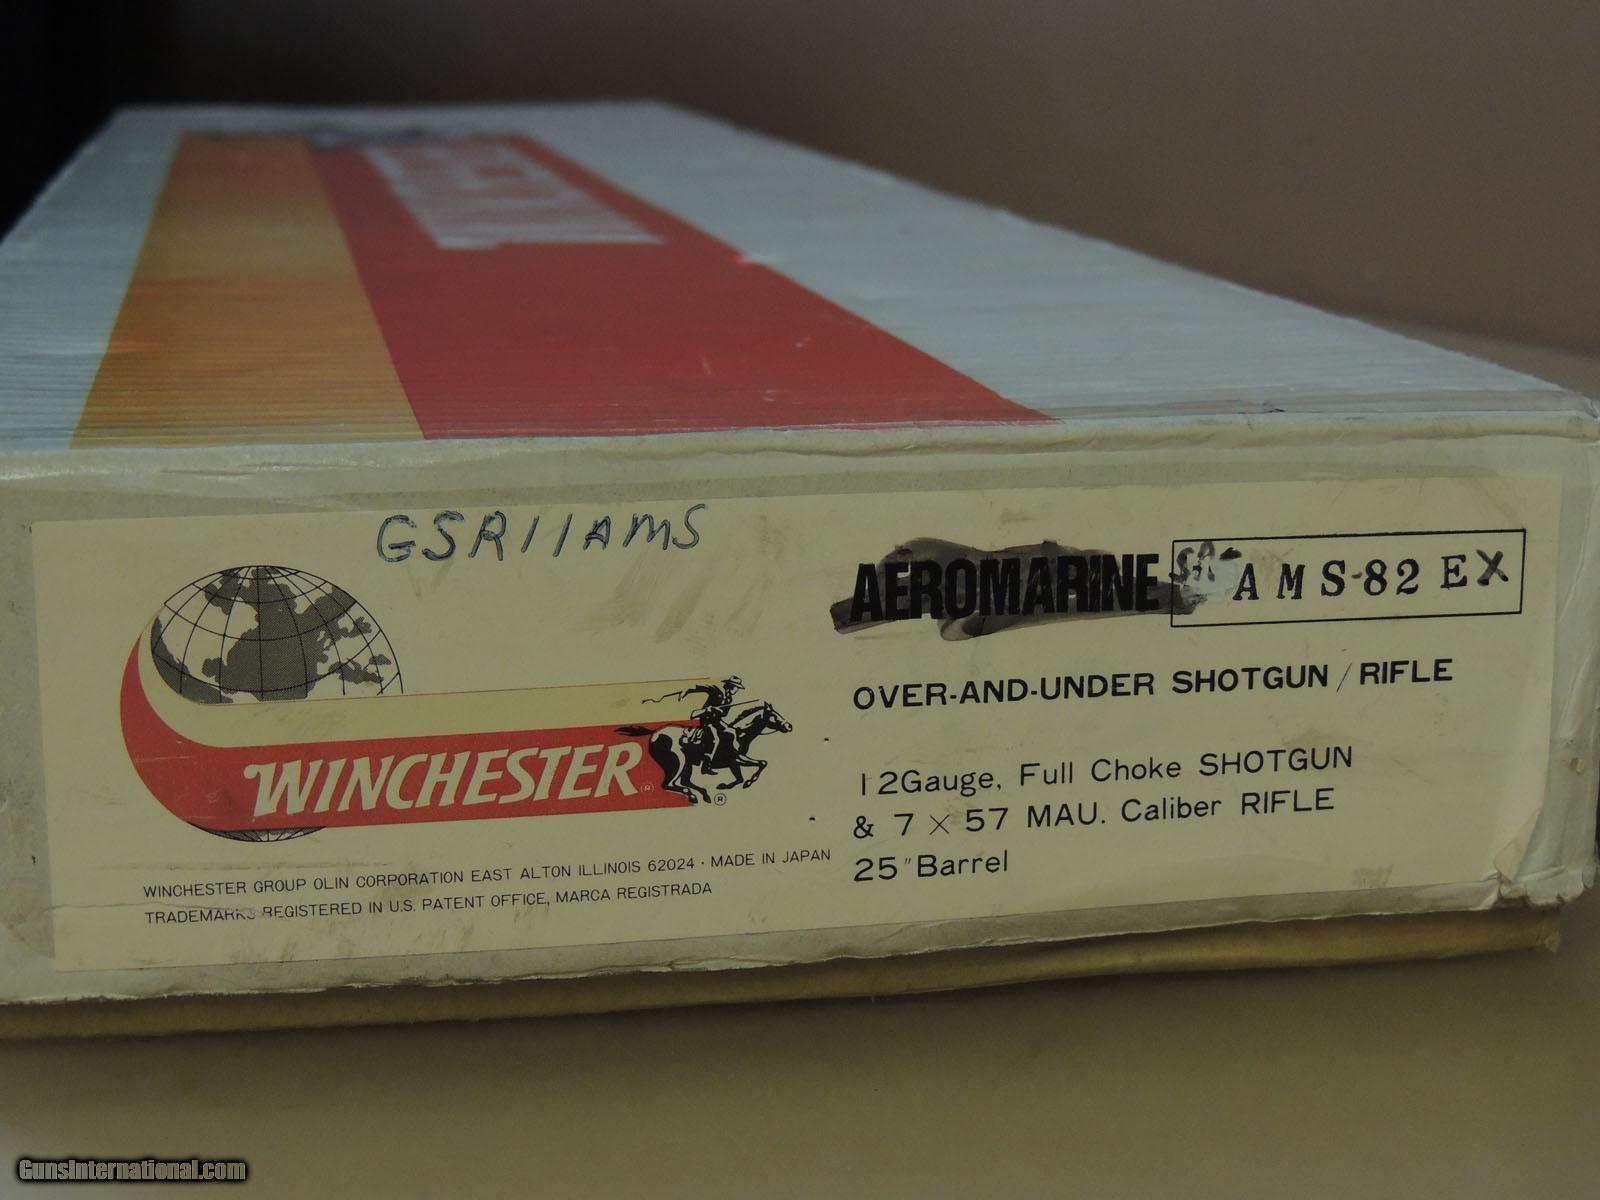 WINCHESTER
GSR11AMS
AEROMARINE
AMS-82 EX
OVER-AND-UNDER SHOTGUN / RIFLE
12Gauge, Full Choke SHOTGUN
& 7 × 57 MAU. Caliber RIFLE
25" Barrel
WINCHESTER ® ®
WINCHESTER GROUP OLIN CORPORATION EAST ALTON ILLINOIS 62024 · MADE IN JAPAN
TRADEMARKS REGISTERED IN U.S. PATENT OFFICE, MARCA REGISTRADA
GunsInternational.com